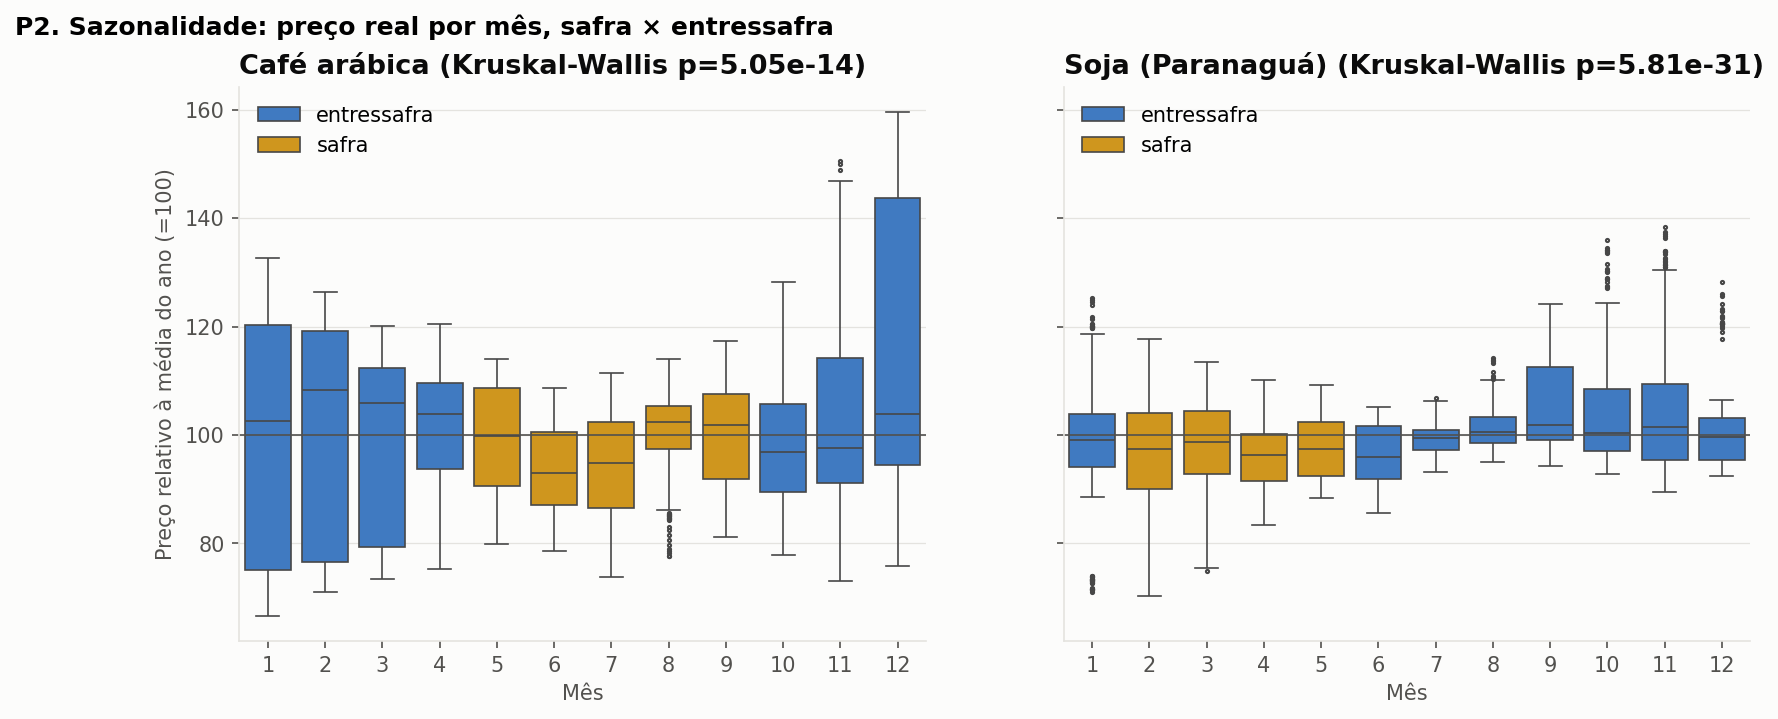 P2. Sazonalidade: preço real por mês, safra × entressafra
Café arábica (Kruskal-Wallis p=5.05e-14)
entressafra
safra
Preço relativo à média do ano (=100)
160
140
120
100
80
1 2 3 4 5 6 7 8 9 10 11 12
Mês
Soja (Paranaguá) (Kruskal-Wallis p=5.81e-31)
entressafra
safra
1 2 3 4 5 6 7 8 9 10 11 12
Mês